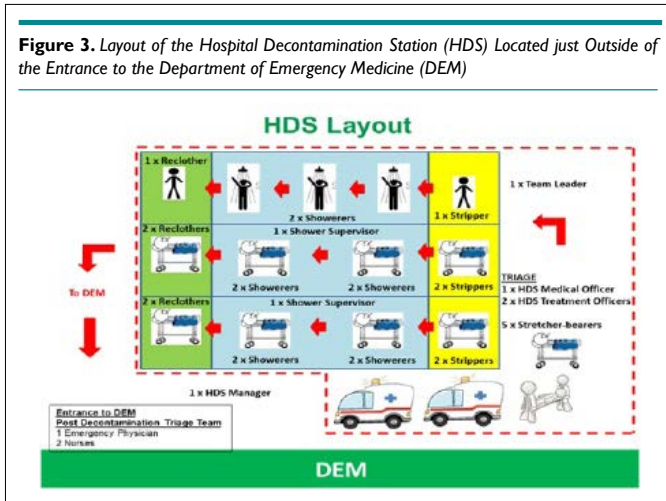 Figure 3. Layout of the Hospital Decontamination Station (HDS) Located just Outside of
the Entrance to the Department of Emergency Medicine (DEM)
HDS Layout
1 x Reclother
2 x Showerers
1 x Stripper
1 x Team Leader
2 x Reclothers
1 x Shower Supervisor
2 x Showerers
2 x Showerers
2 x Strippers
To DEM
TRIAGE
1 x HDS Medical Officer
2 x HDS Treatment Officers
5 x Stretcher-bearers
2 x Reclothers
1 x Shower Supervisor
2 x Showerers
2 x Showerers
2 x Strippers
1 x HDS Manager
Entrance to DEM
Post Decontamination Triage Team
1 Emergency Physician
2 Nurses
DEM